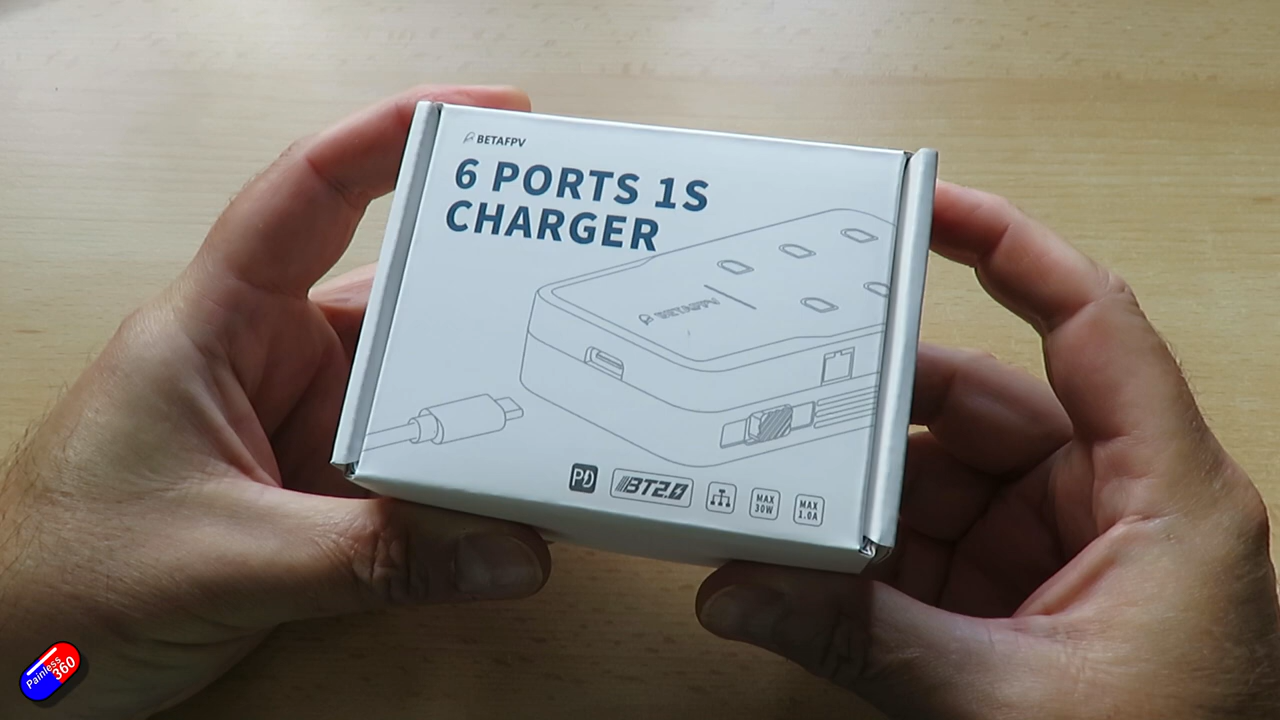 BETAFPV
6 PORTS 1S
CHARGER
BETAFPV
PD
BT2.0
MAX
30W
MAX
1.0A
Painless
360